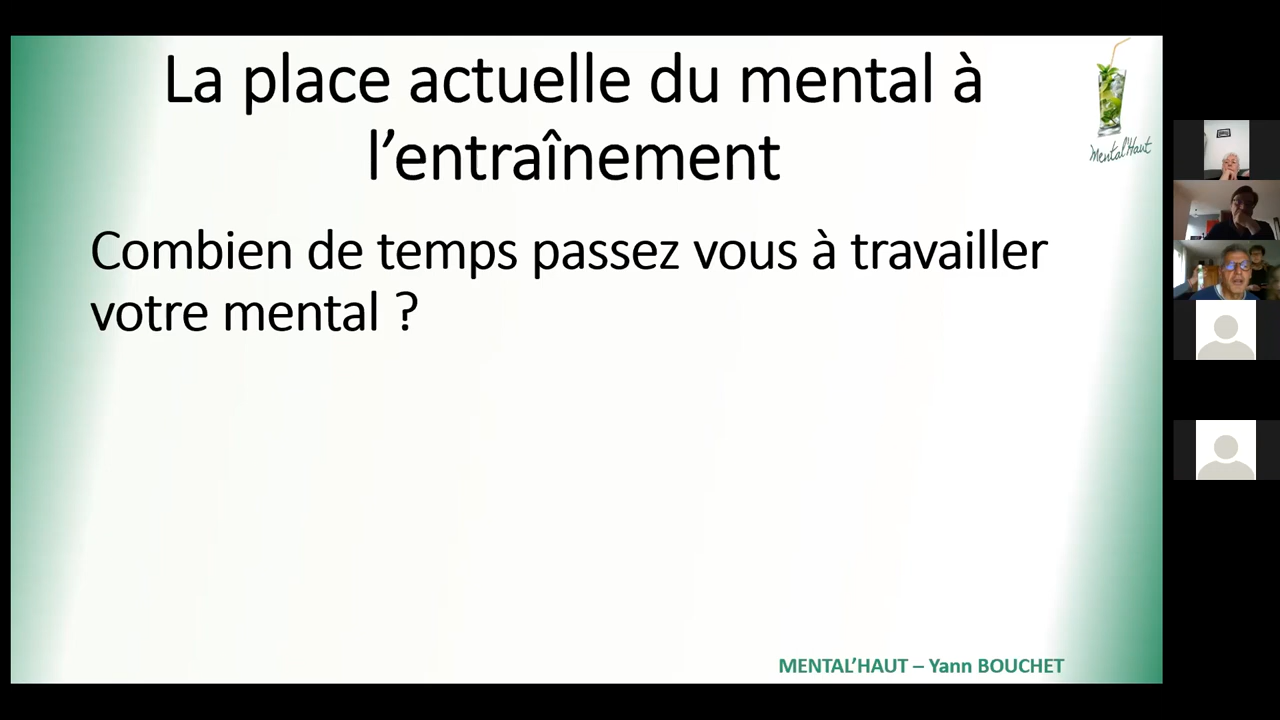 La place actuelle du mental à
l’entraînement
Mental'Haut
Combien de temps passez vous à travailler
votre mental ?
MENTAL’HAUT – Yann BOUCHET